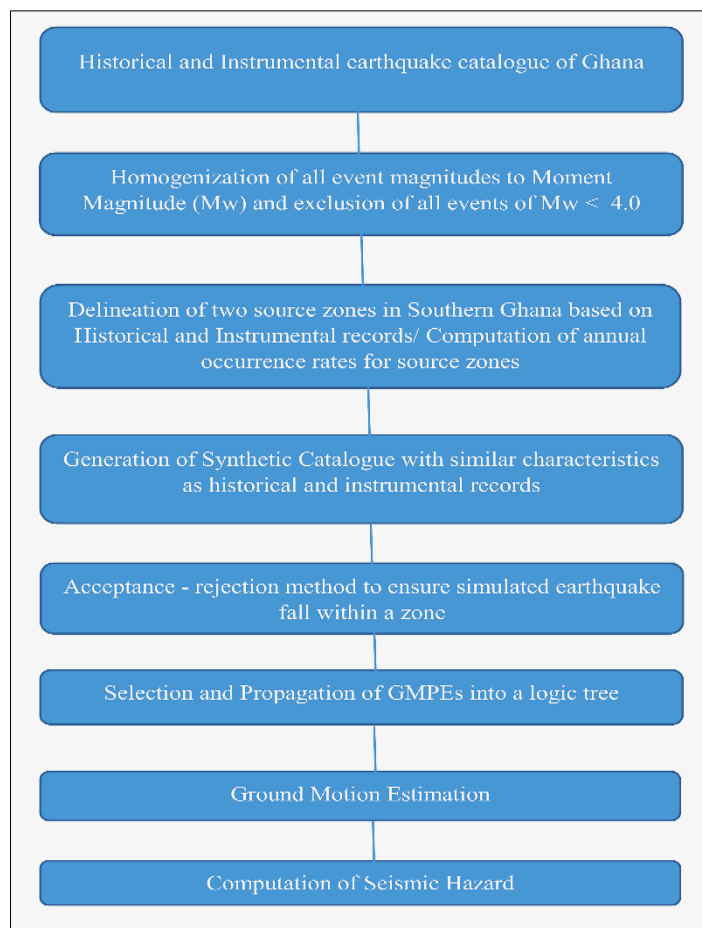 Historical and Instrumental earthquake catalogue of Ghana
Homogenization of all event magnitudes to Moment
Magnitude (Mw) and exclusion of all events of Mw < 4.0
Delineation of two source zones in Southern Ghana based on
Historical and Instrumental records/ Computation of annual
occurrence rates for source zones
Generation of Synthetic Catalogue with similar characteristics
as historical and instrumental records
Acceptance - rejection method to ensure simulated earthquake
fall within a zone
Selection and Propagation of GMPEs into a logic tree
Ground Motion Estimation
Computation of Seismic Hazard